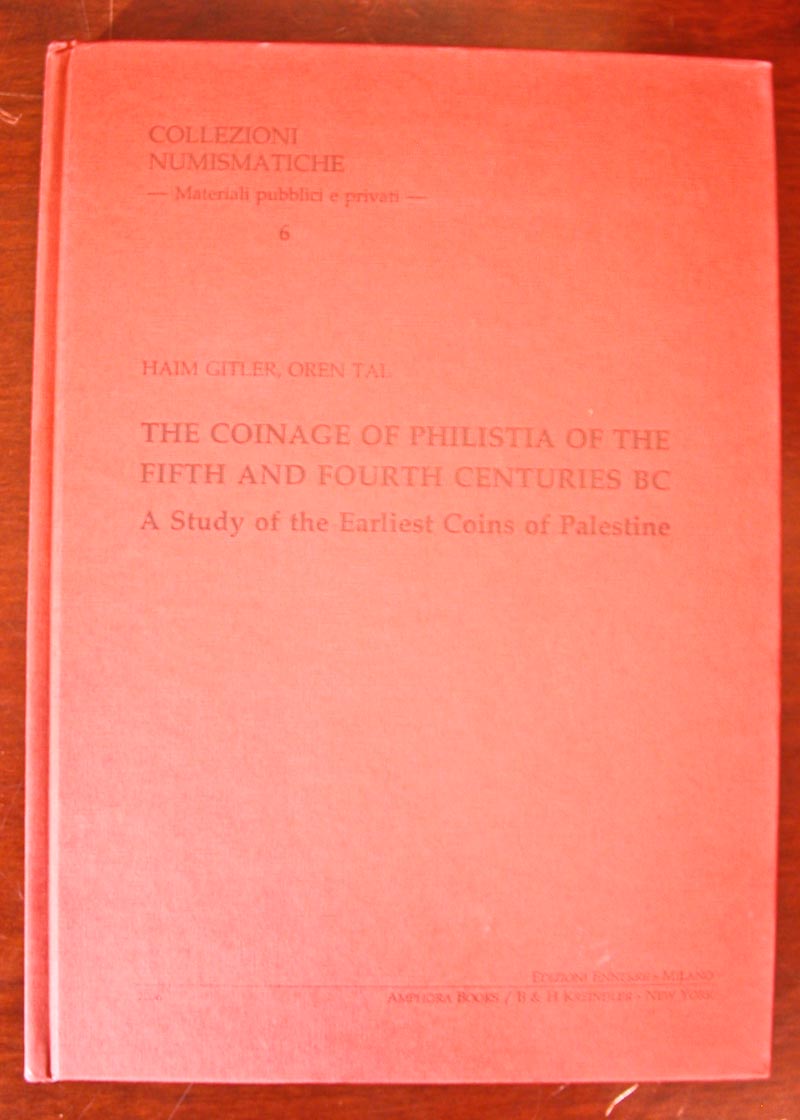 COLLEZIONI
NUMISMATICHE
— Materiali pubblici e privati —
6
HAIM GITLER, OREN TAL
THE COINAGE OF PHILISTIA OF THE
FIFTH AND FOURTH CENTURIES BC
A Study of the Earliest Coins of Palestine
EDIZIONI ENNERRE • MILANO
2006
AMPHORA BOOKS / B & H KREINDLER • NEW YORK